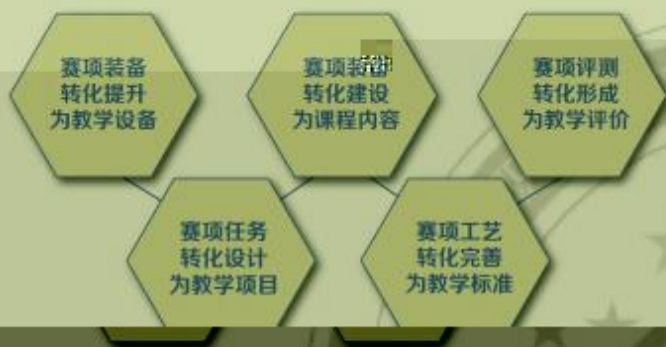 赛项装备
转化提升
为教学设备
赛项
转化建设
为课程内容
赛项评测
转化形成
为教学评价
赛项任务
转化设计
为教学项目
赛项工艺
转化完善
为教学标准